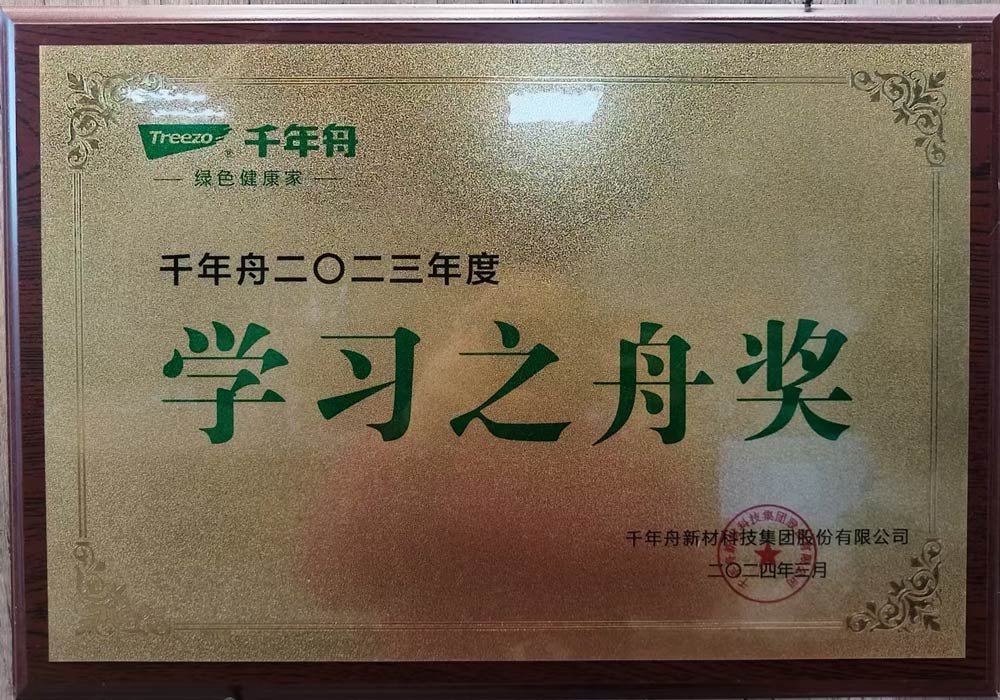 Treezo 千年舟
绿色健康家
千年舟二〇二三年度
学习之舟奖
千年舟新材科技集团股份有限公司
二〇二四年三月